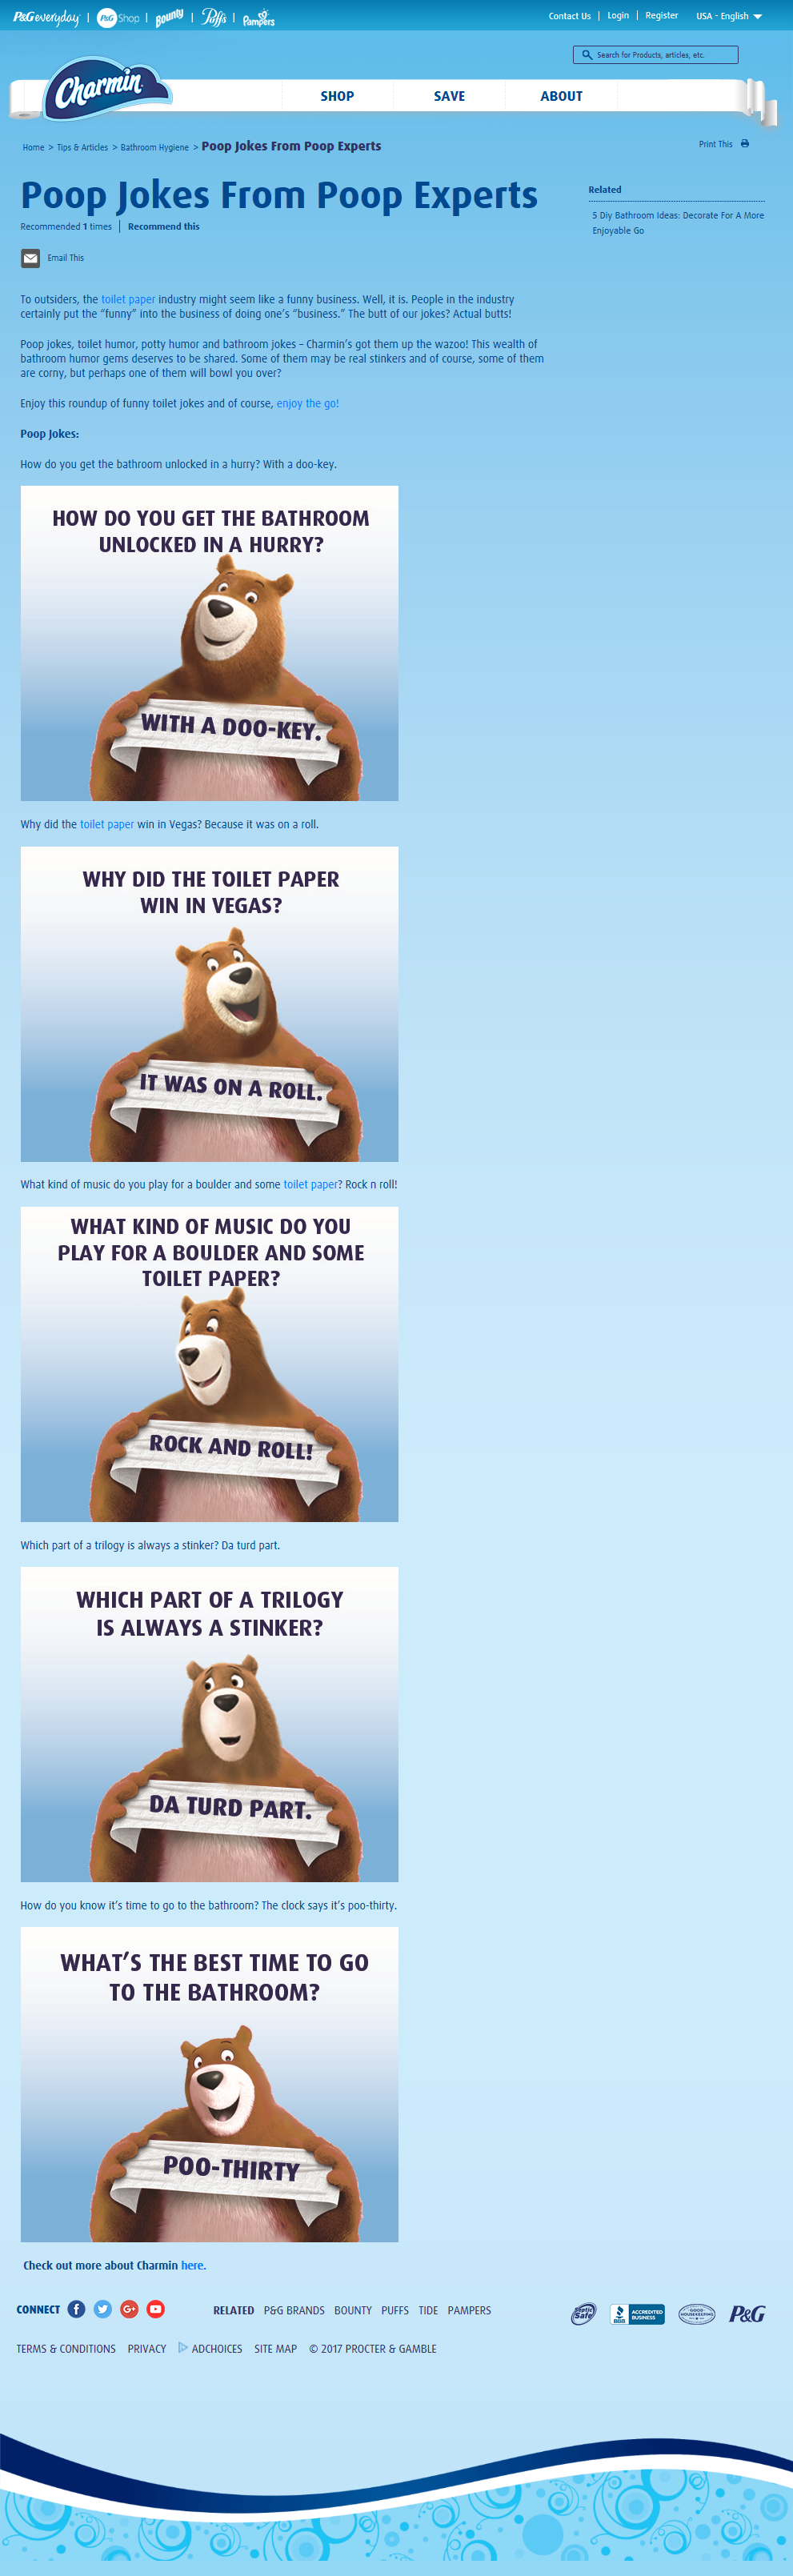 P&G everyday | P&G Shop | Bounty | Puffs | Pampers
Contact Us | Login | Register USA - English
Search for Products, articles, etc.
Charmin
SHOP SAVE ABOUT
Home > Tips & Articles > Bathroom Hygiene > Poop Jokes From Poop Experts
Print This
Poop Jokes From Poop Experts
Recommended 1 times | Recommend this
Email This
Related
5 Diy Bathroom Ideas: Decorate For A More
Enjoyable Go
To outsiders, the toilet paper industry might seem like a funny business. Well, it is. People in the industry
certainly put the “funny” into the business of doing one’s “business.” The butt of our jokes? Actual butts!
Poop jokes, toilet humor, potty humor and bathroom jokes – Charmin’s got them up the wazoo! This wealth of
bathroom humor gems deserves to be shared. Some of them may be real stinkers and of course, some of them
are corny, but perhaps one of them will bowl you over?
Enjoy this roundup of funny toilet jokes and of course, enjoy the go!
Poop Jokes:
How do you get the bathroom unlocked in a hurry? With a doo-key.
HOW DO YOU GET THE BATHROOM
UNLOCKED IN A HURRY?
WITH A DOO-KEY.
Why did the toilet paper win in Vegas? Because it was on a roll.
WHY DID THE TOILET PAPER
WIN IN VEGAS?
IT WAS ON A ROLL.
What kind of music do you play for a boulder and some toilet paper? Rock n roll!
WHAT KIND OF MUSIC DO YOU
PLAY FOR A BOULDER AND SOME
TOILET PAPER?
ROCK AND ROLL!
Which part of a trilogy is always a stinker? Da turd part.
WHICH PART OF A TRILOGY
IS ALWAYS A STINKER?
DA TURD PART.
How do you know it’s time to go to the bathroom? The clock says it’s poo-thirty.
WHAT’S THE BEST TIME TO GO
TO THE BATHROOM?
POO-THIRTY
Check out more about Charmin here.
CONNECT
RELATED P&G BRANDS BOUNTY PUFFS TIDE PAMPERS
Septic Safe
BBB ACCREDITED BUSINESS
GOOD HOUSEKEEPING
P&G
TERMS & CONDITIONS PRIVACY ADCHOICES SITE MAP © 2017 PROCTER & GAMBLE